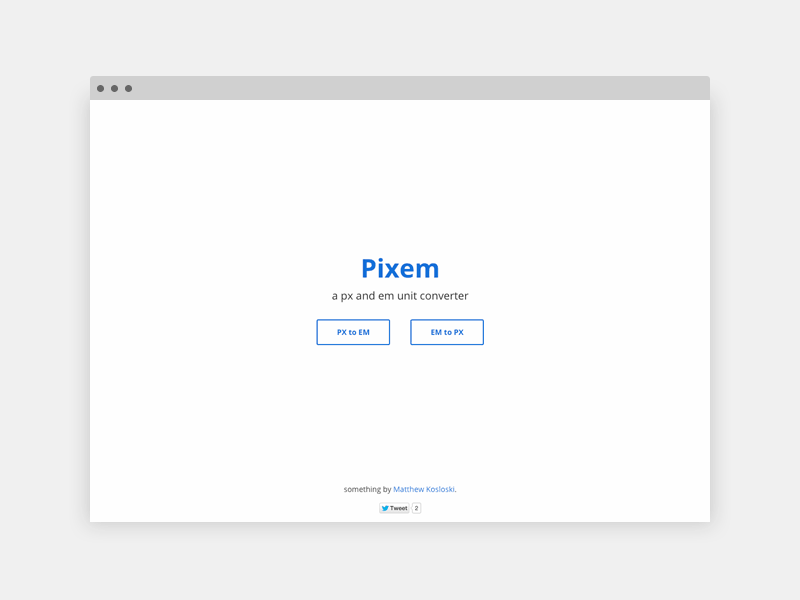 Pixem
a px and em unit converter
PX to EM
EM to PX
something by Matthew Kosloski.
Tweet 2